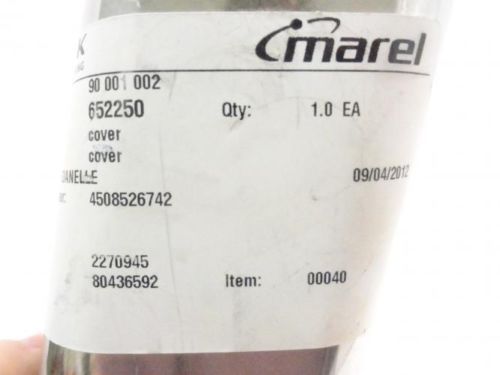 K marel
90 001 002
652250 Qty: 1.0 EA
cover
cover
DANELLE 09/04/2012
4508526742
2270945
80436592 Item: 00040